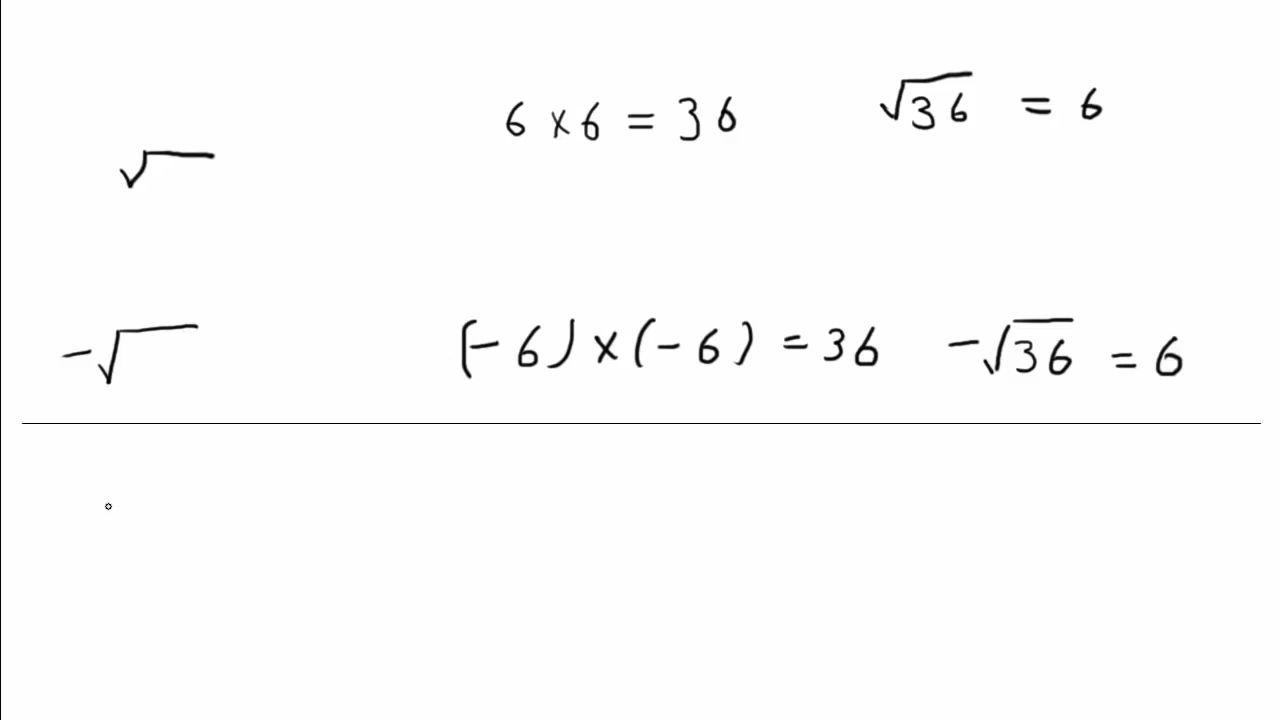 6 × 6 = 36 √36 = 6
√
-√ (-6) × (-6) = 36 -√36 = 6